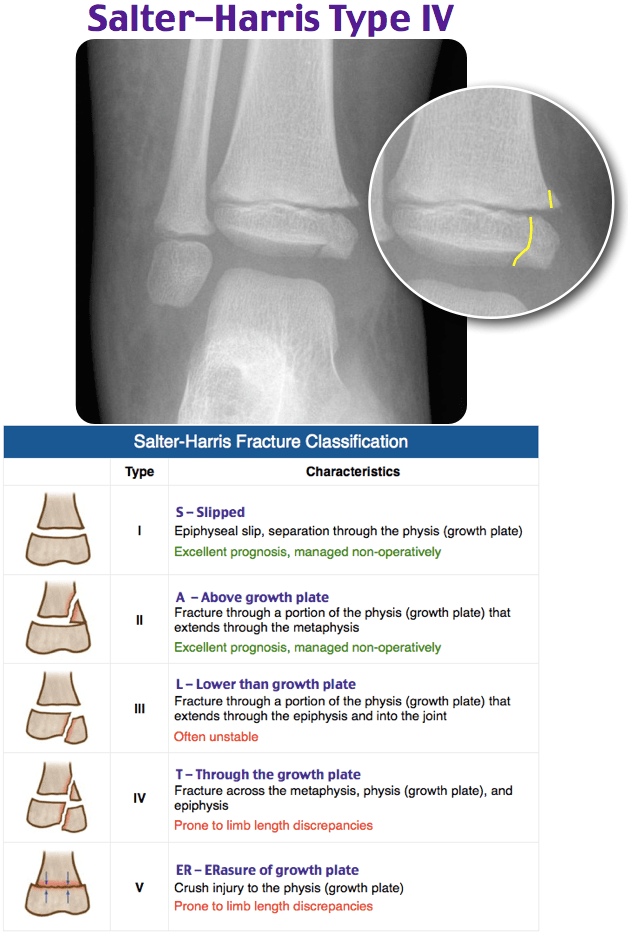 Salter–Harris Type IV
Salter-Harris Fracture Classification
Type Characteristics
I
S – Slipped
Epiphyseal slip, separation through the physis (growth plate)
Excellent prognosis, managed non-operatively
II
A – Above growth plate
Fracture through a portion of the physis (growth plate) that
extends through the metaphysis
Excellent prognosis, managed non-operatively
III
L – Lower than growth plate
Fracture through a portion of the physis (growth plate) that
extends through the epiphysis and into the joint
Often unstable
IV
T – Through the growth plate
Fracture across the metaphysis, physis (growth plate), and
epiphysis
Prone to limb length discrepancies
V
ER – ERasure of growth plate
Crush injury to the physis (growth plate)
Prone to limb length discrepancies